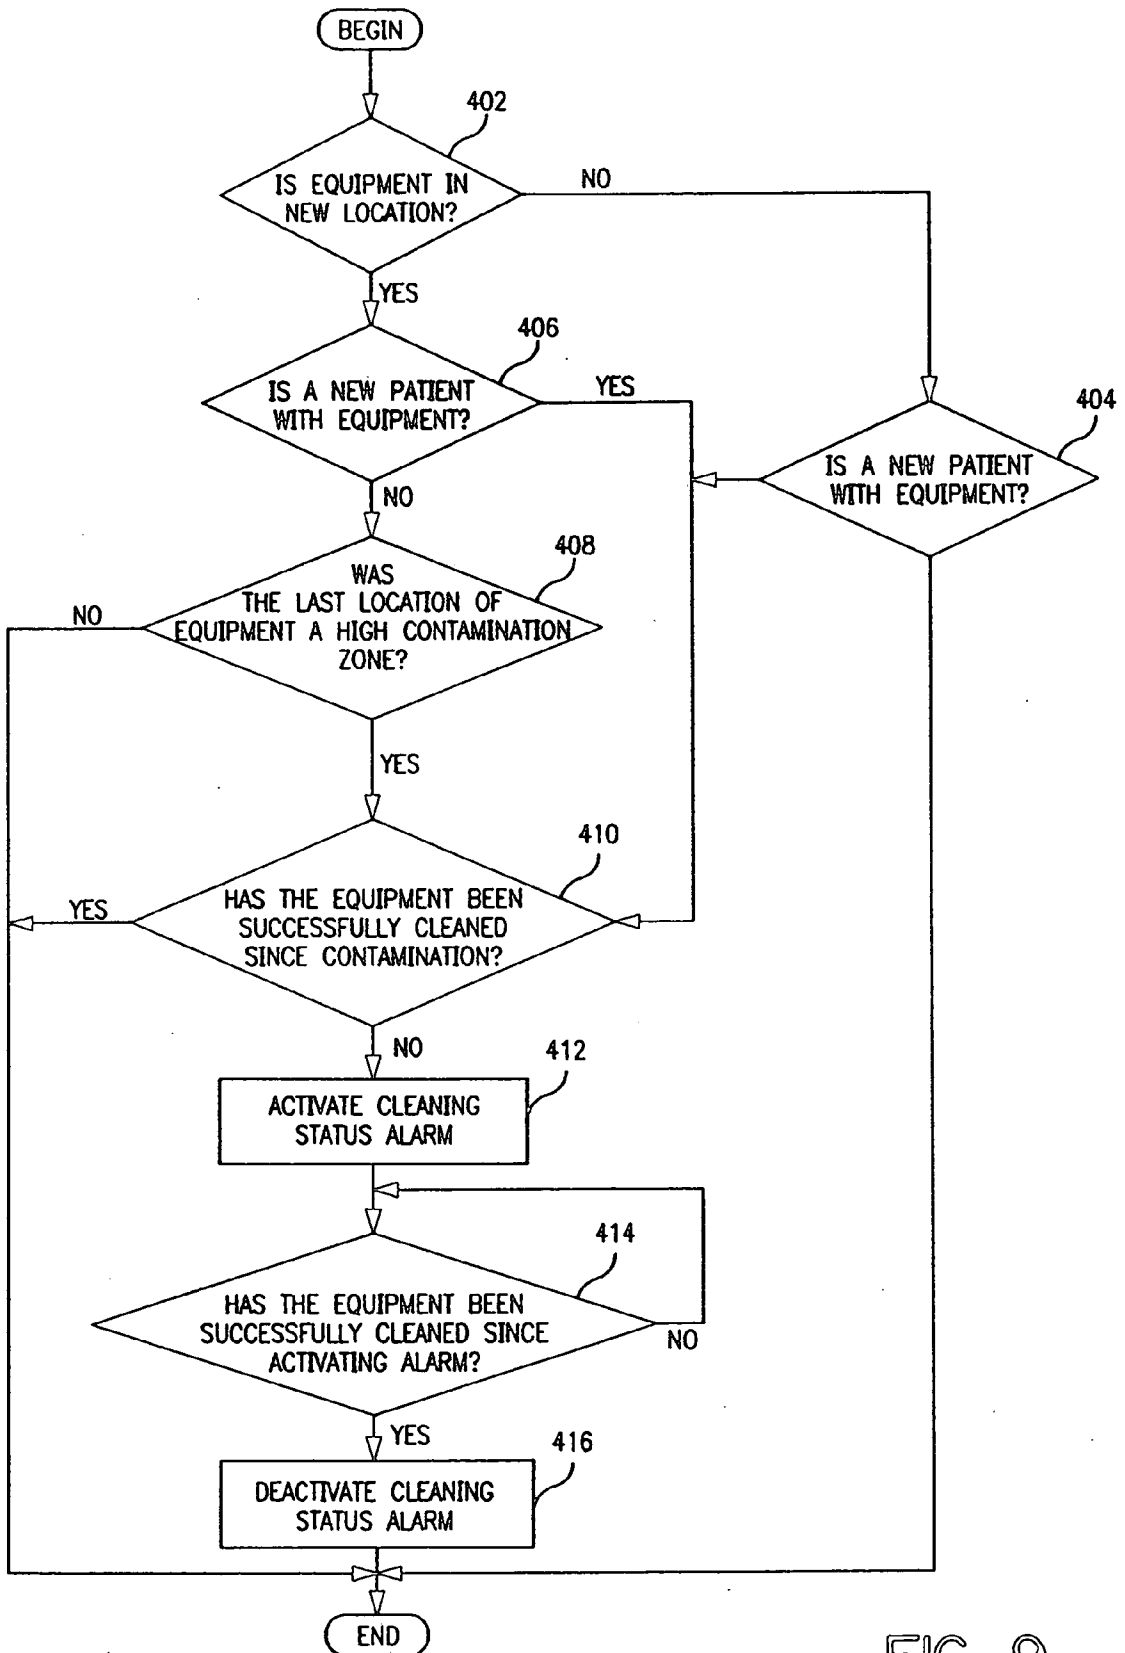 BEGIN
402
IS EQUIPMENT IN
NEW LOCATION?
NO
YES
406
IS A NEW PATIENT
WITH EQUIPMENT?
YES
404
IS A NEW PATIENT
WITH EQUIPMENT?
NO
408
WAS
THE LAST LOCATION OF
EQUIPMENT A HIGH CONTAMINATION
ZONE?
NO
YES
410
HAS THE EQUIPMENT BEEN
SUCCESSFULLY CLEANED
SINCE CONTAMINATION?
YES
NO
412
ACTIVATE CLEANING
STATUS ALARM
414
HAS THE EQUIPMENT BEEN
SUCCESSFULLY CLEANED SINCE
ACTIVATING ALARM?
NO
YES
416
DEACTIVATE CLEANING
STATUS ALARM
END
FIG.